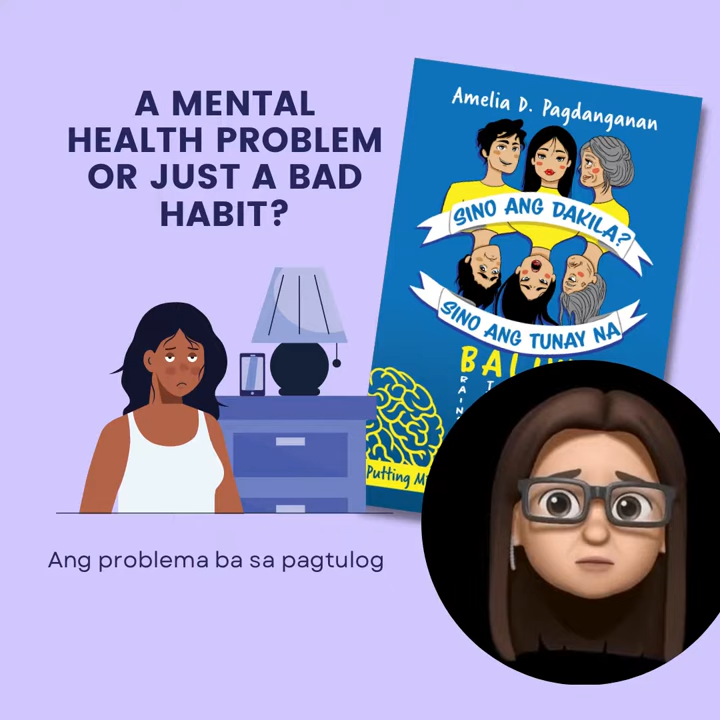 A MENTAL
HEALTH PROBLEM
OR JUST A BAD
HABIT?
Amelia D. Pagdanganan
SINO ANG DAKILA?
SINO ANG TUNAY NA
Putting
Ang problema ba sa pagtulog